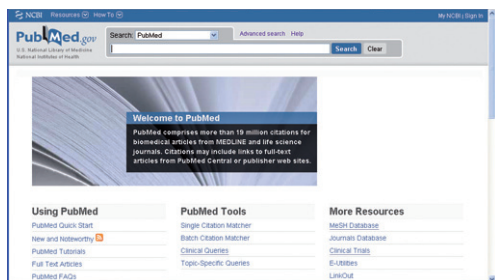 NCBI Resources How To My NCBI | Sign In
PubMed.gov
U.S. National Library of Medicine
National Institutes of Health
Search: PubMed Advanced search Help
Search Clear
Welcome to PubMed
PubMed comprises more than 19 million citations for
biomedical articles from MEDLINE and life science
journals. Citations may include links to full-text
articles from PubMed Central or publisher web sites.
Using PubMed
PubMed Quick Start
New and Noteworthy
PubMed Tutorials
Full Text Articles
PubMed FAQs
PubMed Tools
Single Citation Matcher
Batch Citation Matcher
Clinical Queries
Topic-Specific Queries
More Resources
MeSH Database
Journals Database
Clinical Trials
E-Utilities
LinkOut